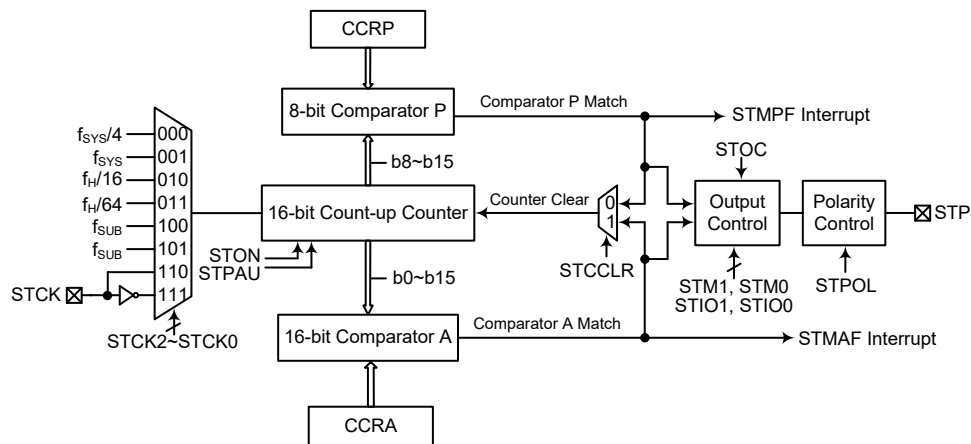 CCRP
8-bit Comparator P
Comparator P Match
STMPF Interrupt
fSYS/4
000
fSYS
001
fH/16
010
fH/64
011
fSUB
100
fSUB
101
110
111
STCK
STCK2~STCK0
b8~b15
16-bit Count-up Counter
STON
STPAU
b0~b15
Counter Clear
0
1
STCCLR
STOC
Output
Control
Polarity
Control
STP
STM1, STM0
STIO1, STIO0
STPOL
16-bit Comparator A
Comparator A Match
STMAF Interrupt
CCRA